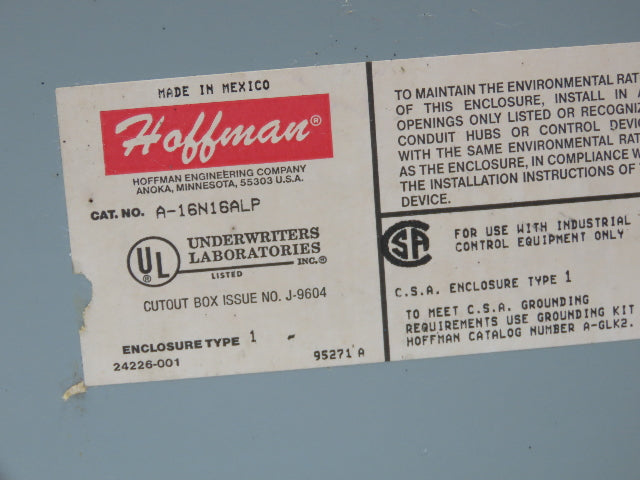 MADE IN MEXICO
Hoffman®
HOFFMAN ENGINEERING COMPANY
ANOKA, MINNESOTA, 55303 U.S.A.
CAT. NO. A-16N16ALP
UL
UNDERWRITERS
LABORATORIES
INC.®
LISTED
CUTOUT BOX ISSUE NO. J-9604
ENCLOSURE TYPE 1 -
24226-001 95271 A
TO MAINTAIN THE ENVIRONMENTAL
OF THIS ENCLOSURE, INSTALL IN
OPENINGS ONLY LISTED OR
CONDUIT HUBS OR CONTROL
WITH THE SAME ENVIRONMENTAL
AS THE ENCLOSURE, IN COMPLIANCE
THE INSTALLATION INSTRUCTIONS OF
DEVICE.
CSA
FOR USE WITH INDUSTRIAL
CONTROL EQUIPMENT ONLY
C.S.A. ENCLOSURE TYPE 1
TO MEET C.S.A. GROUNDING
REQUIREMENTS USE GROUNDING KIT
HOFFMAN CATALOG NUMBER A-GLK2.